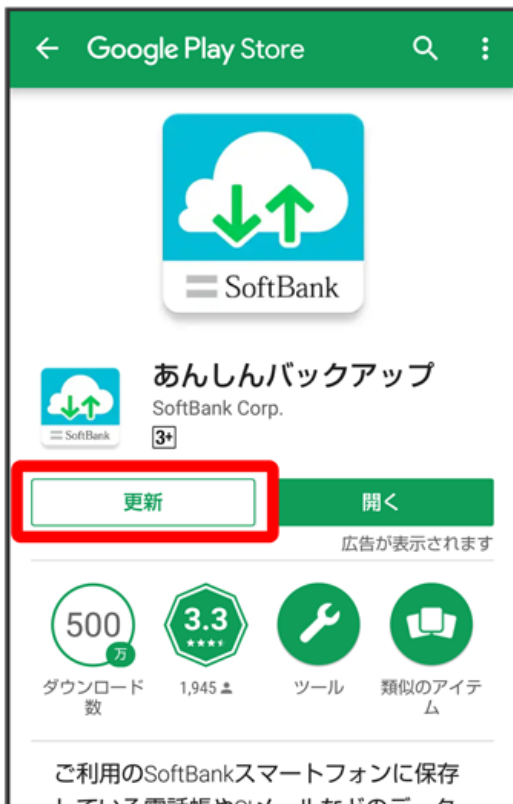 Google Play Store
SoftBank
あんしんバックアップ
SoftBank Corp.
3+
SoftBank
更新
開く
広告が表示されます
500
万
3.3
ダウンロード
数
1,945
ツール
類似のアイテ
ム
ご利用のSoftBankスマートフォンに保存